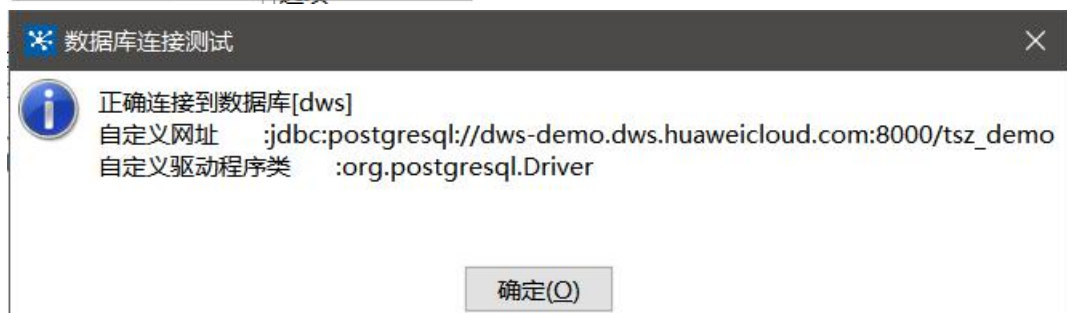 数据库连接测试
正确连接到数据库[dws]
自定义网址 :jdbc:postgresql://dws-demo.dws.huaweicloud.com:8000/tsz_demo
自定义驱动程序类 :org.postgresql.Driver
确定(O)